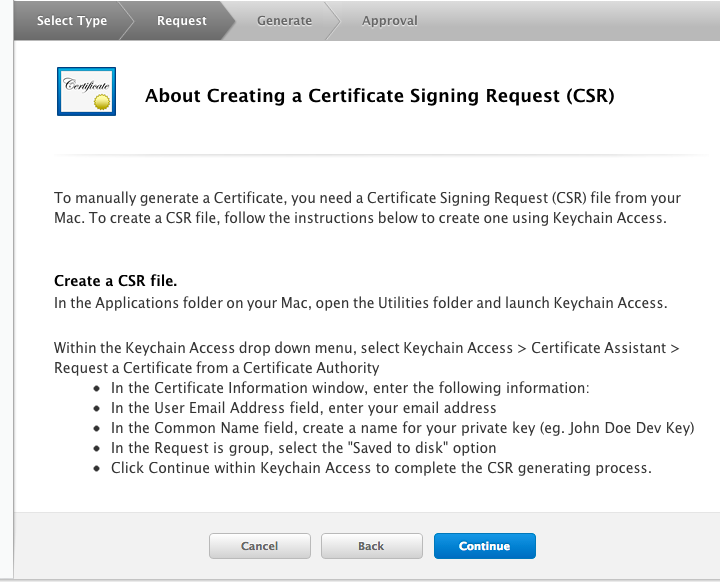 Select Type
Request
Generate
Approval
Certificate
About Creating a Certificate Signing Request (CSR)
To manually generate a Certificate, you need a Certificate Signing Request (CSR) file from your
Mac. To create a CSR file, follow the instructions below to create one using Keychain Access.
Create a CSR file.
In the Applications folder on your Mac, open the Utilities folder and launch Keychain Access.
Within the Keychain Access drop down menu, select Keychain Access > Certificate Assistant >
Request a Certificate from a Certificate Authority
• In the Certificate Information window, enter the following information:
• In the User Email Address field, enter your email address
• In the Common Name field, create a name for your private key (eg. John Doe Dev Key)
• In the Request is group, select the "Saved to disk" option
• Click Continue within Keychain Access to complete the CSR generating process.
Cancel
Back
Continue